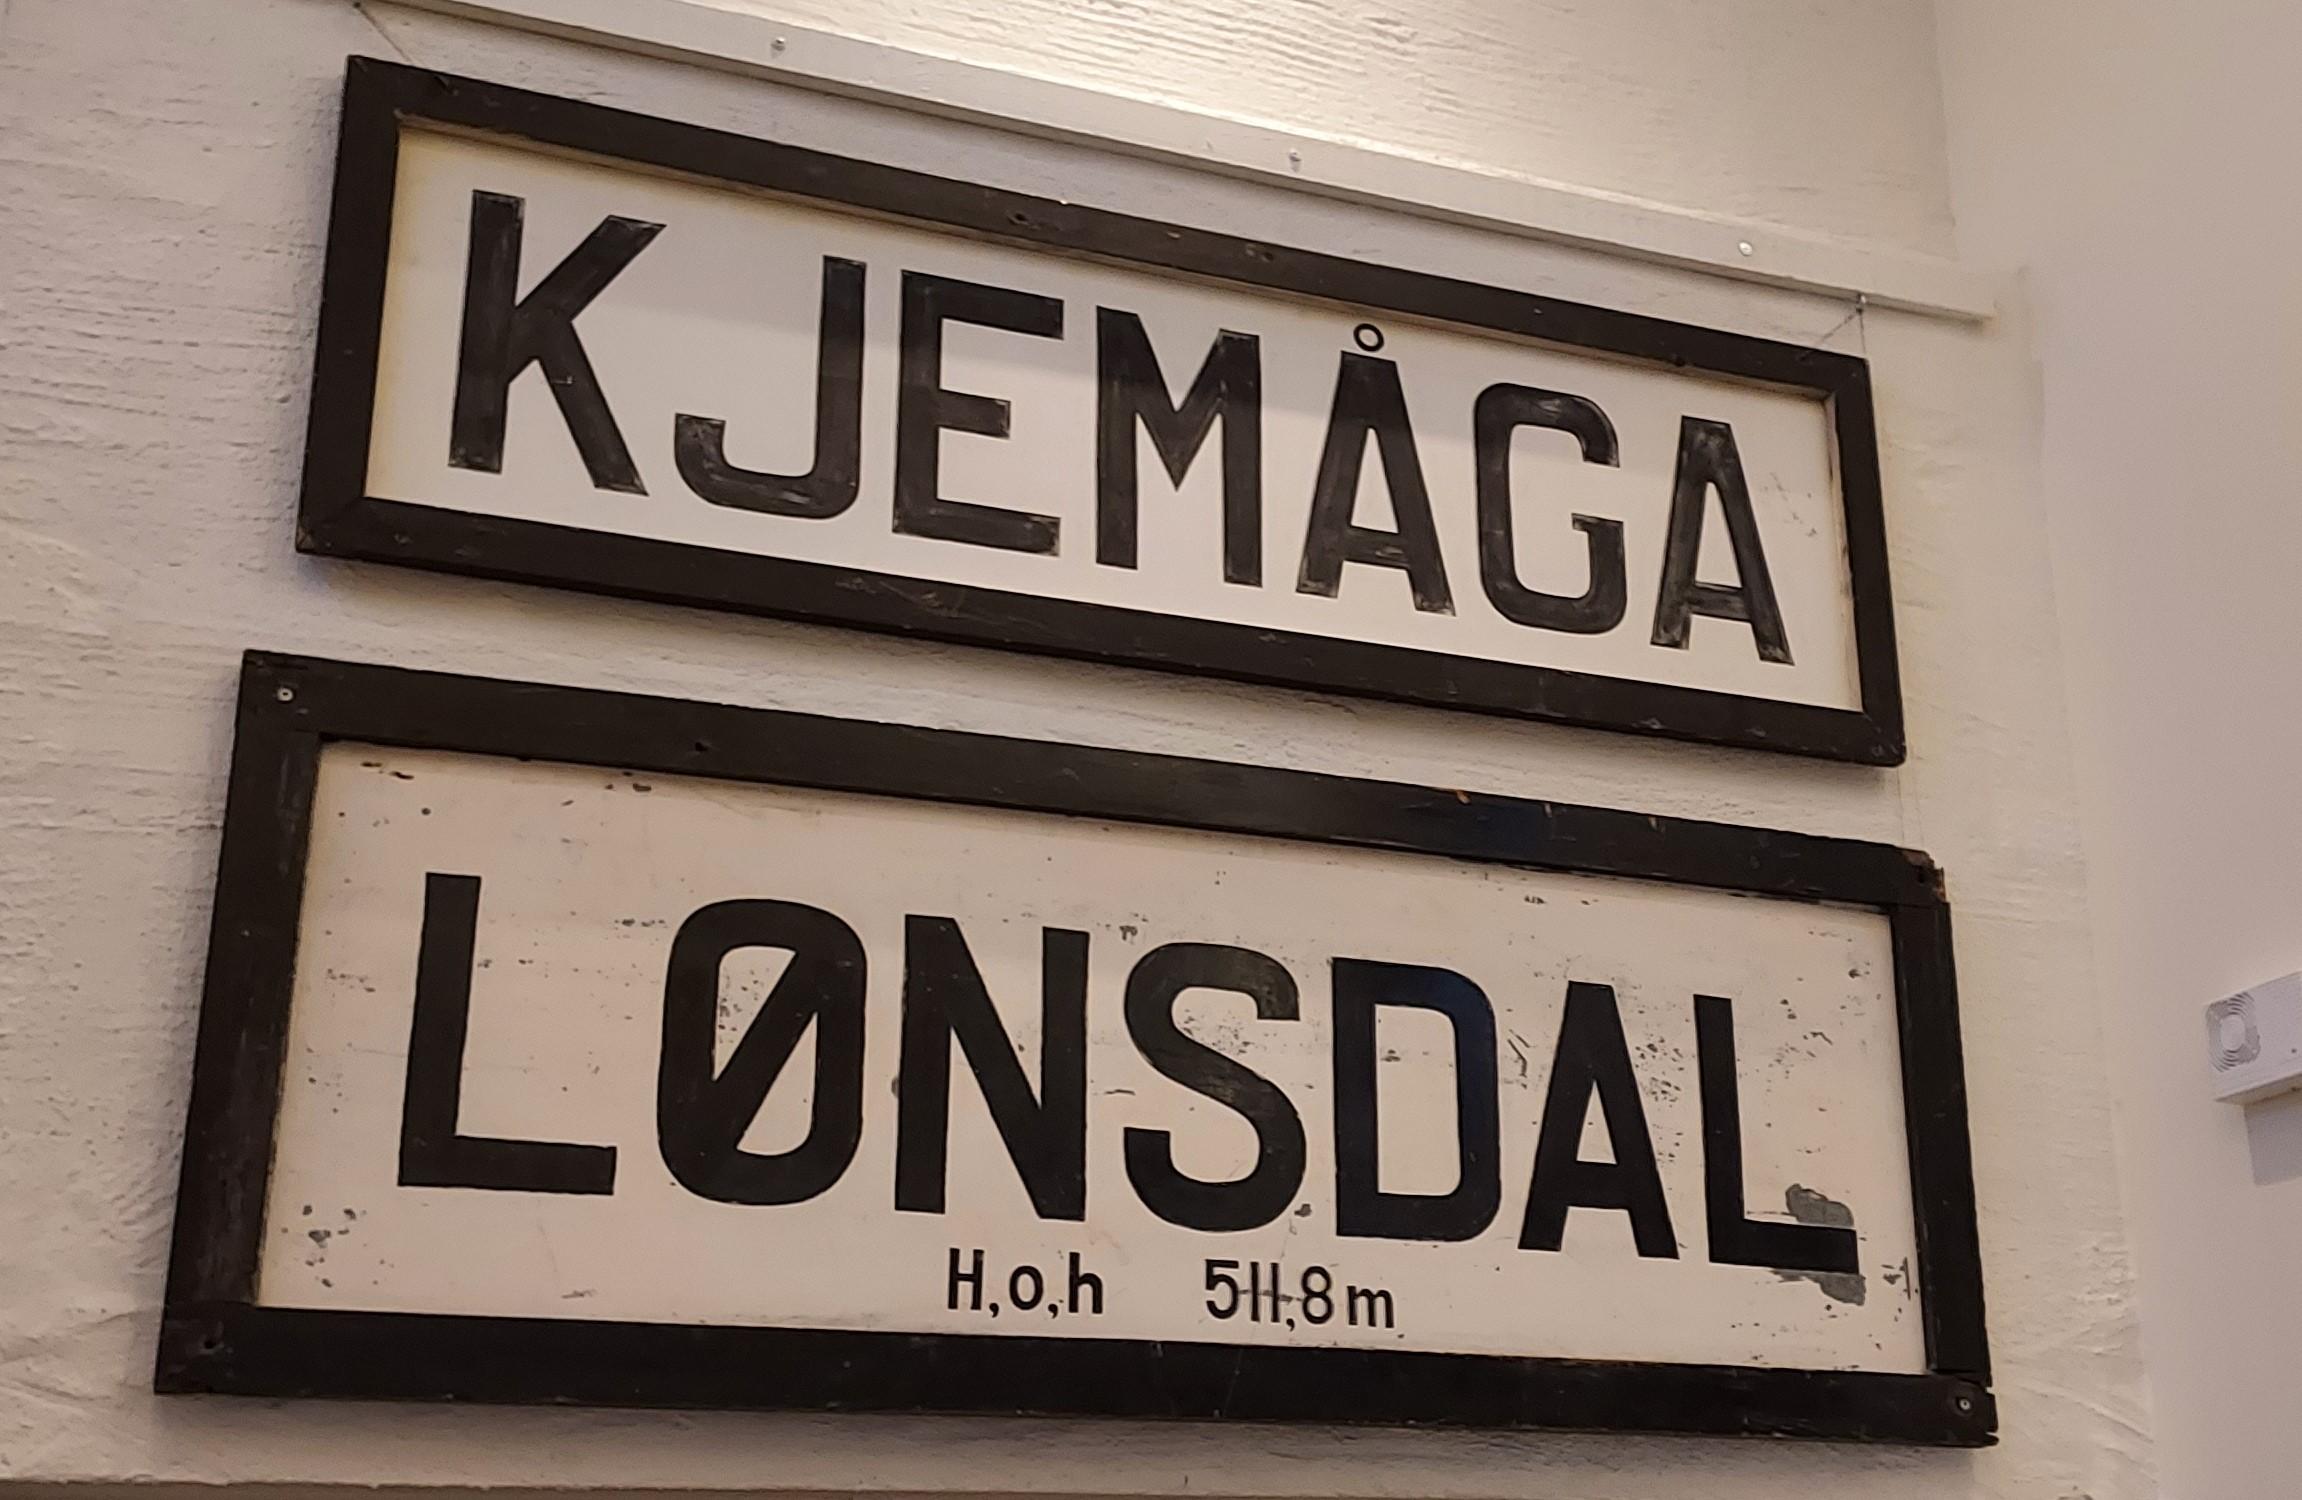 KJEMÅGA
LØNSDAL
H,o,h 511,8m